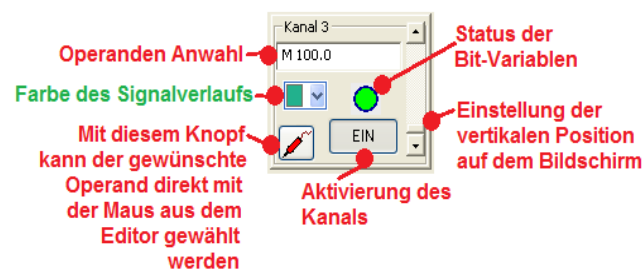 Kanal 3
Operanden Anwahl
M 100.0
Status der
Bit-Variablen
Farbe des Signalverlaufs
Einstellung der
vertikalen Position
auf dem Bildschirm
EIN
Mit diesem Knopf
kann der gewünschte
Operand direkt mit
der Maus aus dem
Editor gewählt
werden
Aktivierung des
Kanals